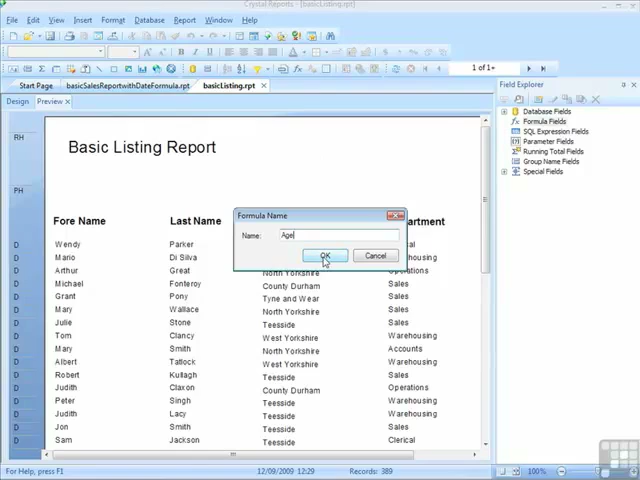 Crystal Reports - [basicListing.rpt]
File Edit View Insert Format Database Report Window Help
1 of 1+
Start Page basicSalesReportwithDateFormula.rpt basicListing.rpt
Design Preview
Field Explorer
Database Fields
Formula Fields
SQL Expression Fields
Parameter Fields
Running Total Fields
Group Name Fields
Special Fields
RH
Basic Listing Report
PH
Formula Name
Name: Age
OK Cancel
Fore Name Last Name artment
D Wendy Parker ical
D Mario Di Silva housing
D Arthur Great North Yorkshire Operations
D Michael Fonteroy County Durham Sales
D Grant Pony Tyne and Wear Sales
D Mary Wallace North Yorkshire Sales
D Julie Stone Teesside Sales
D Tom Clancy West Yorkshire Warehousing
D Mary Smith North Yorkshire Accounts
D Albert Tatlock West Yorkshire Warehousing
D Robert Kullagh Teesside Sales
D Judith Claxon County Durham Operations
D Peter Singh Teesside Warehousing
D Judith Lacy Teesside Warehousing
D Jon Smith Teesside Sales
D Sam Jackson Teesside Clerical
For Help, press F1 12/09/2009 12:29 Records: 389 100%